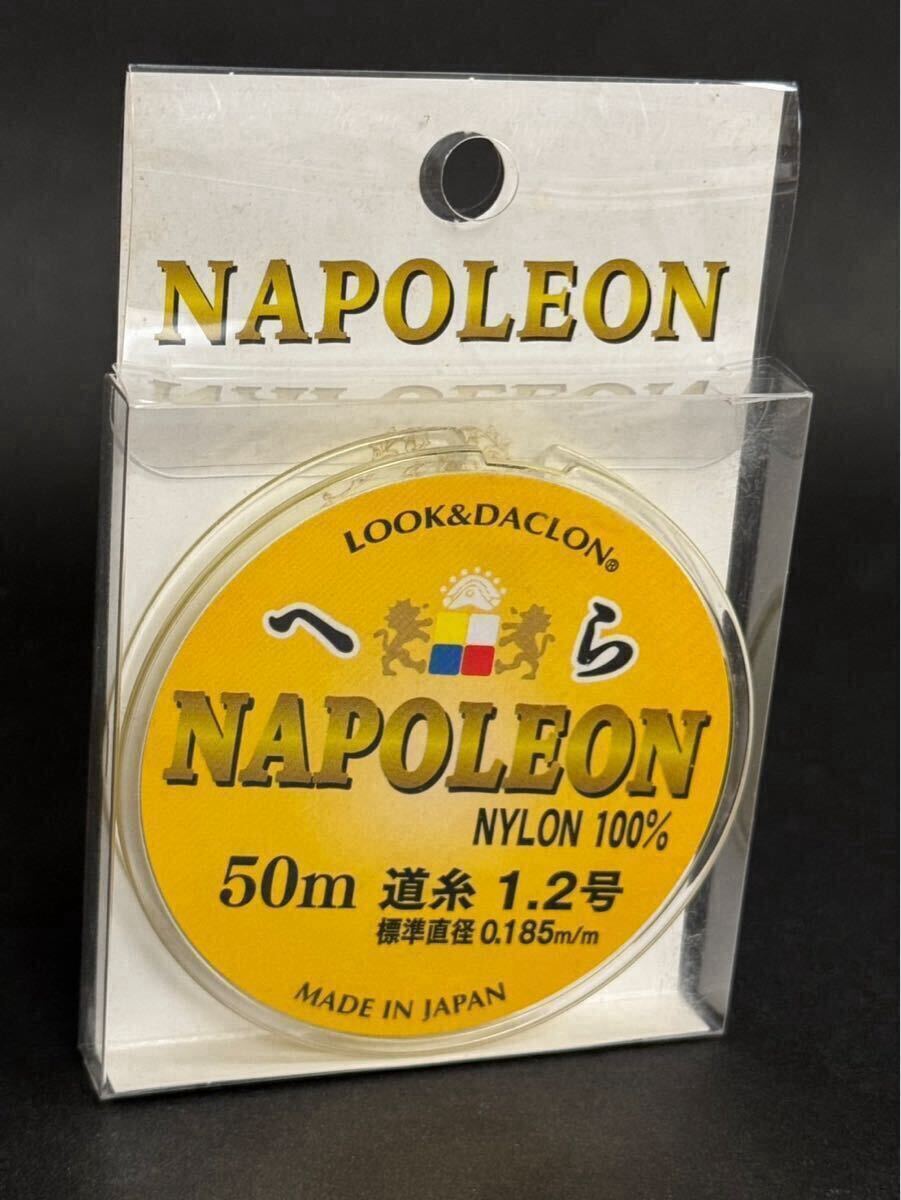 NAPOLEON
LOOK&DACLON®
へら
NAPOLEON
NYLON 100%
50m 道糸 1.2号
標準直径 0.185m/m
MADE IN JAPAN